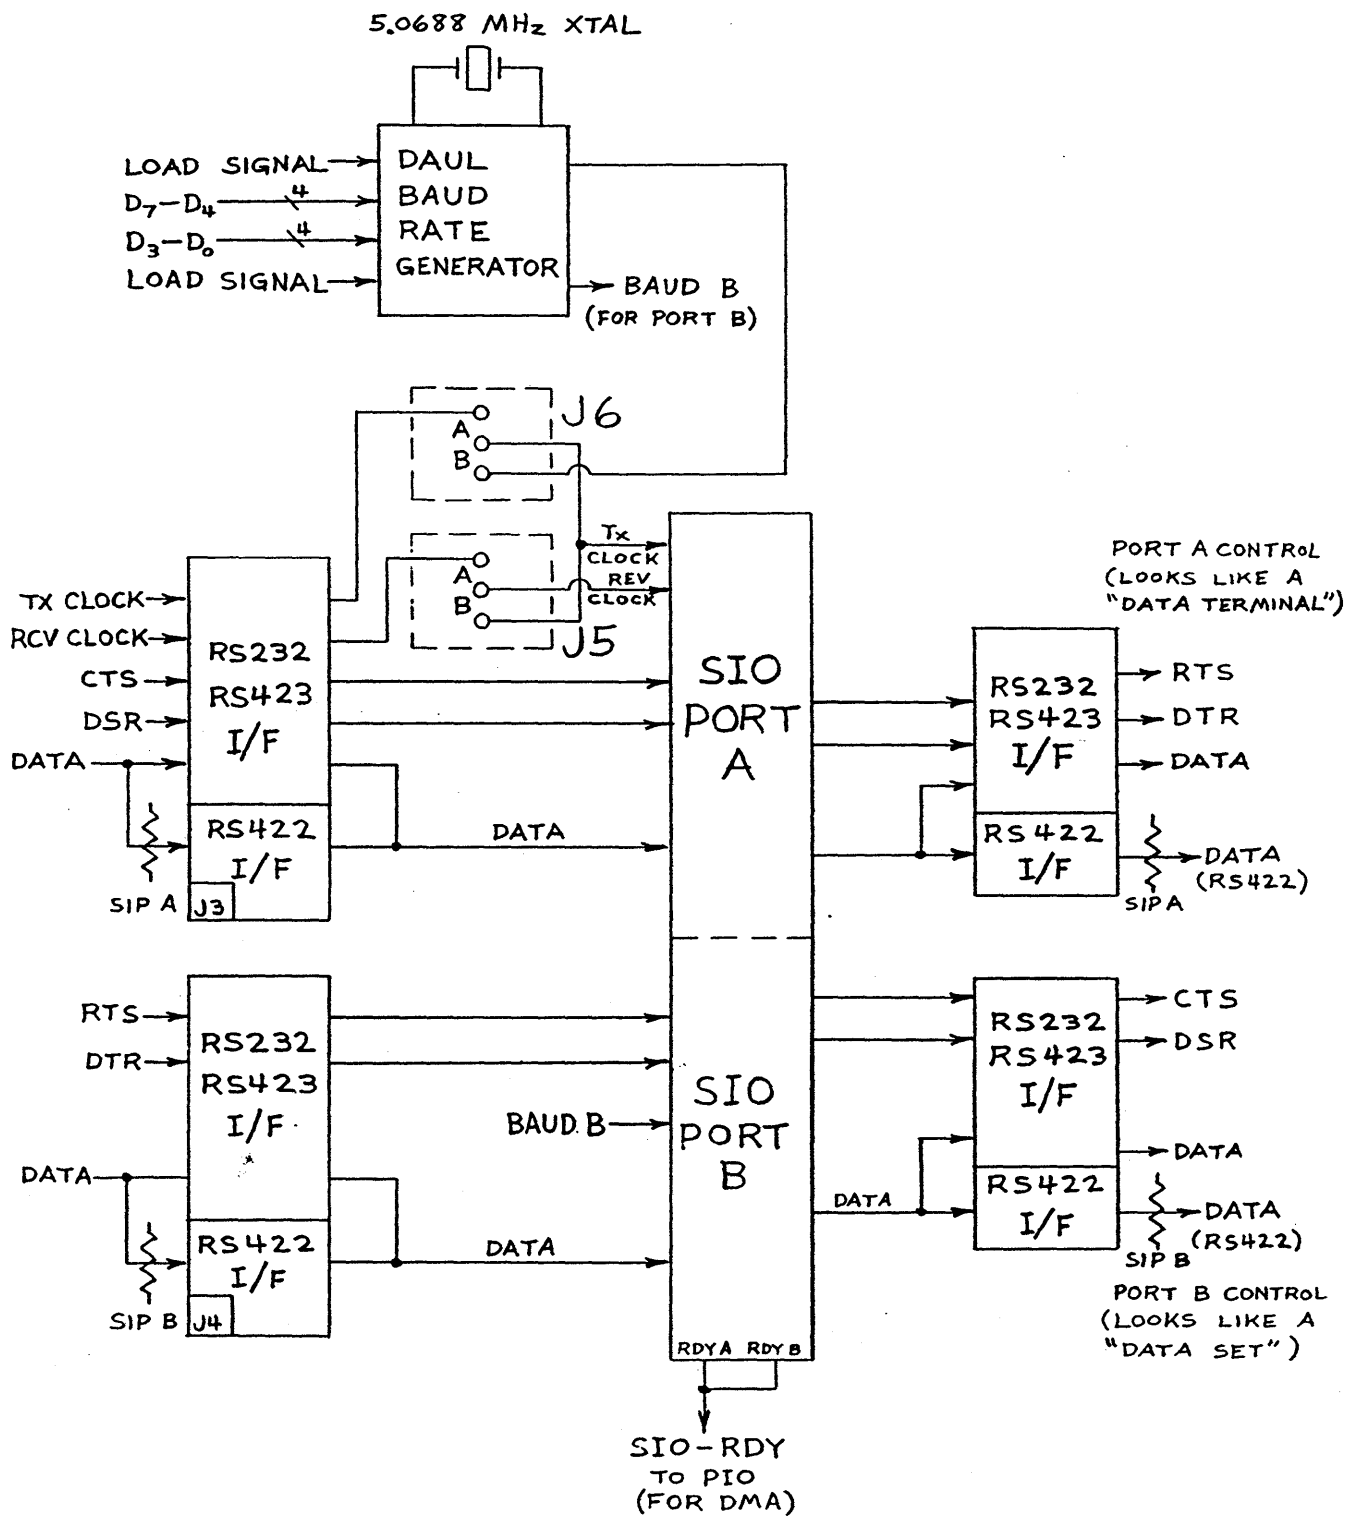 5.0688 MHz XTAL
LOAD SIGNAL
D7-D4
4
D3-D0
4
LOAD SIGNAL
DAUL
BAUD
RATE
GENERATOR
BAUD B
(FOR PORT B)
J6
A
B
A
B
J5
Tx
CLOCK
REV
CLOCK
TX CLOCK
RCV CLOCK
CTS
DSR
DATA
RS232
RS423
I/F
RS422
I/F
J3
SIP A
DATA
SIO
PORT
A
PORT A CONTROL
(LOOKS LIKE A
"DATA TERMINAL")
RS232
RS423
I/F
RS422
I/F
RTS
DTR
DATA
DATA
(RS422)
SIP A
RTS
DTR
DATA
RS232
RS423
I/F
RS422
I/F
J4
SIP B
BAUD B
DATA
SIO
PORT
B
RDY A RDY B
DATA
RS232
RS423
I/F
RS422
I/F
CTS
DSR
DATA
DATA
(RS422)
SIP B
PORT B CONTROL
(LOOKS LIKE A
"DATA SET")
SIO-RDY
TO PIO
(FOR DMA)